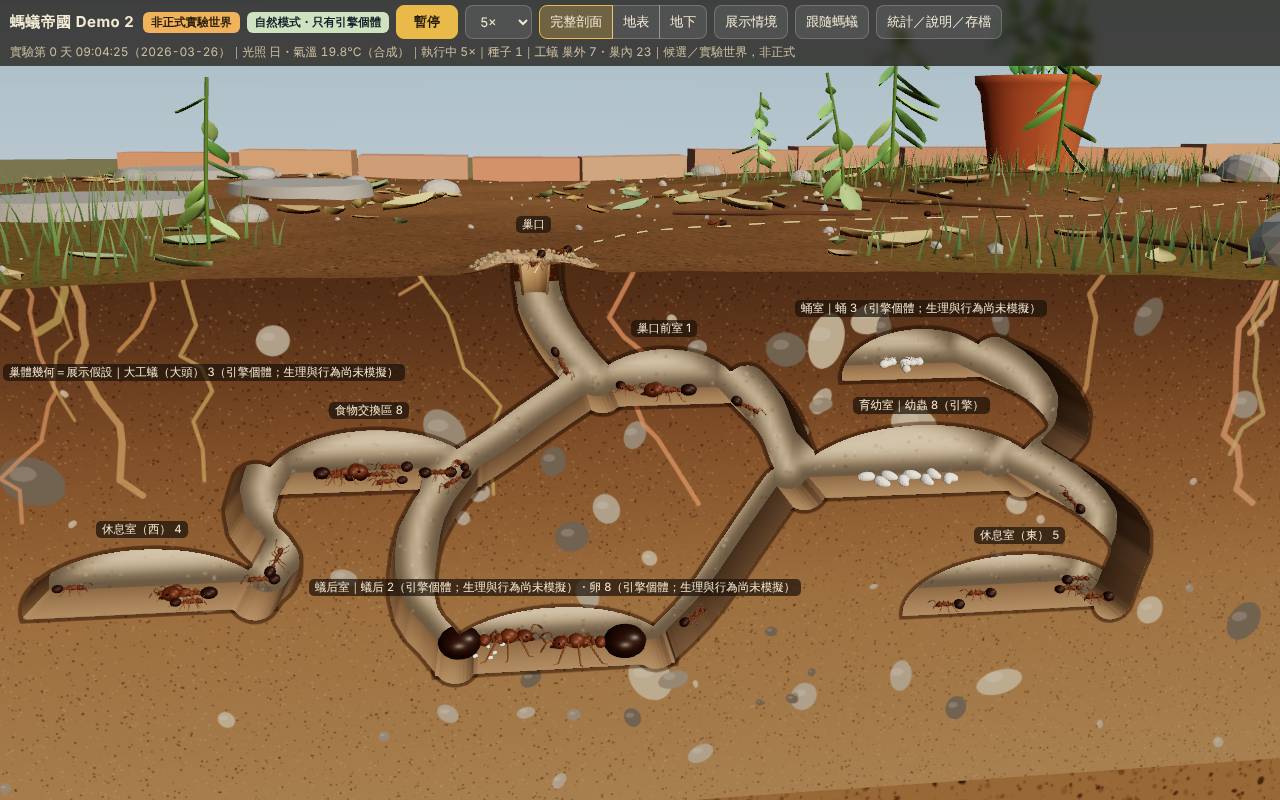 螞蟻帝國 Demo 2
非正式實驗世界
自然模式・只有引擎個體
暫停
5×
完整剖面
地表
地下
展示情境
跟隨螞蟻
統計／說明／存檔
實驗第 0 天 09:04:25（2026-03-26）｜光照 日・氣溫 19.8°C（合成）｜執行中 5×｜種子 1｜工蟻 巢外 7・巢內 23｜候選／實驗世界，非正式
巢口
蛹室｜蛹 3（引擎個體；生理與行為尚未模擬）
巢口前室 1
巢體幾何＝展示假設｜大工蟻（大頭） 3（引擎個體；生理與行為尚未模擬）
食物交換區 8
育幼室｜幼蟲 8（引擎）
休息室（西） 4
休息室（東） 5
蟻后室｜蟻后 2（引擎個體；生理與行為尚未模擬）・卵 8（引擎個體；生理與行為尚未模擬）